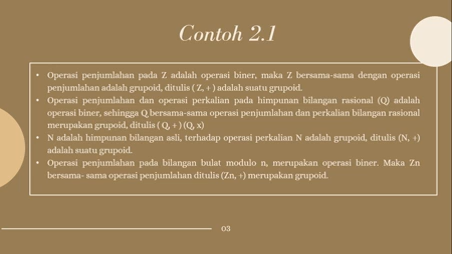 Contoh 2.1
• Operasi penjumlahan pada Z adalah operasi biner, maka Z bersama-sama dengan operasi
penjumlahan adalah grupoid, ditulis ( Z, + ) adalah suatu grupoid.
• Operasi penjumlahan dan operasi perkalian pada himpunan bilangan rasional (Q) adalah
operasi biner, sehingga Q bersama-sama operasi penjumlahan dan perkalian bilangan rasional
merupakan grupoid, ditulis ( Q, + ) (Q, x)
• N adalah himpunan bilangan asli, terhadap operasi perkalian N adalah grupoid, ditulis (N, +)
adalah suatu grupoid.
• Operasi penjumlahan pada bilangan bulat modulo n, merupakan operasi biner. Maka Zn
bersama- sama operasi penjumlahan ditulis (Zn, +) merupakan grupoid.
03